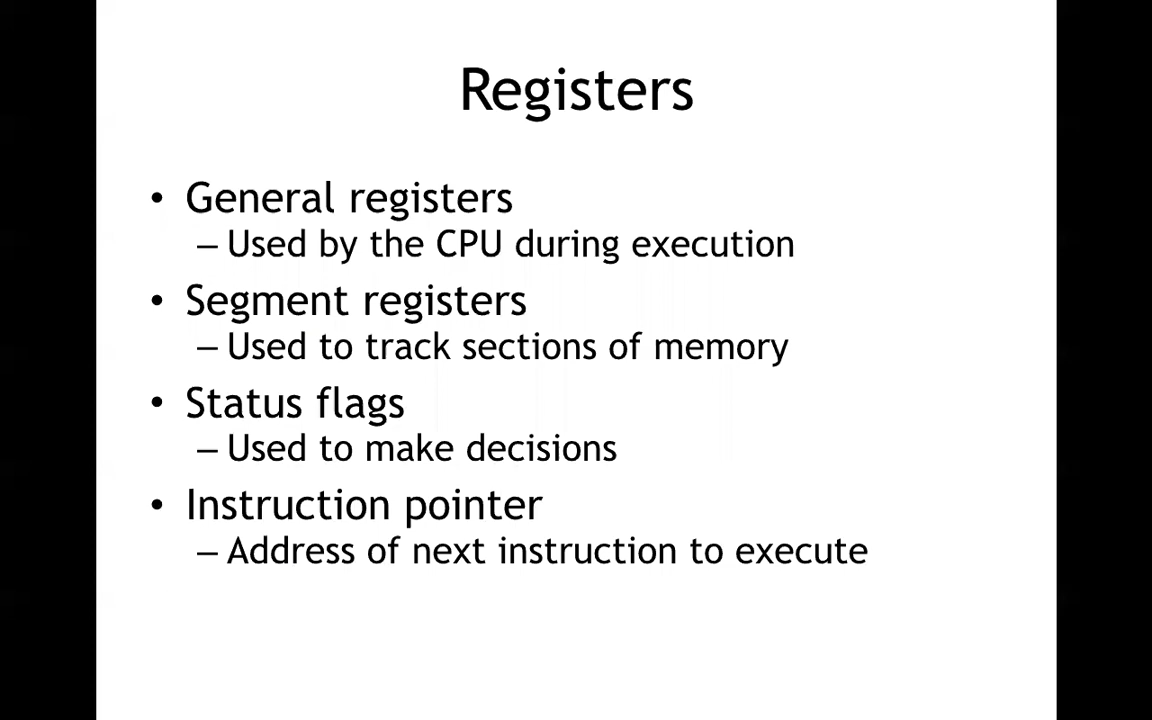 Registers
• General registers
– Used by the CPU during execution
• Segment registers
– Used to track sections of memory
• Status flags
– Used to make decisions
• Instruction pointer
– Address of next instruction to execute